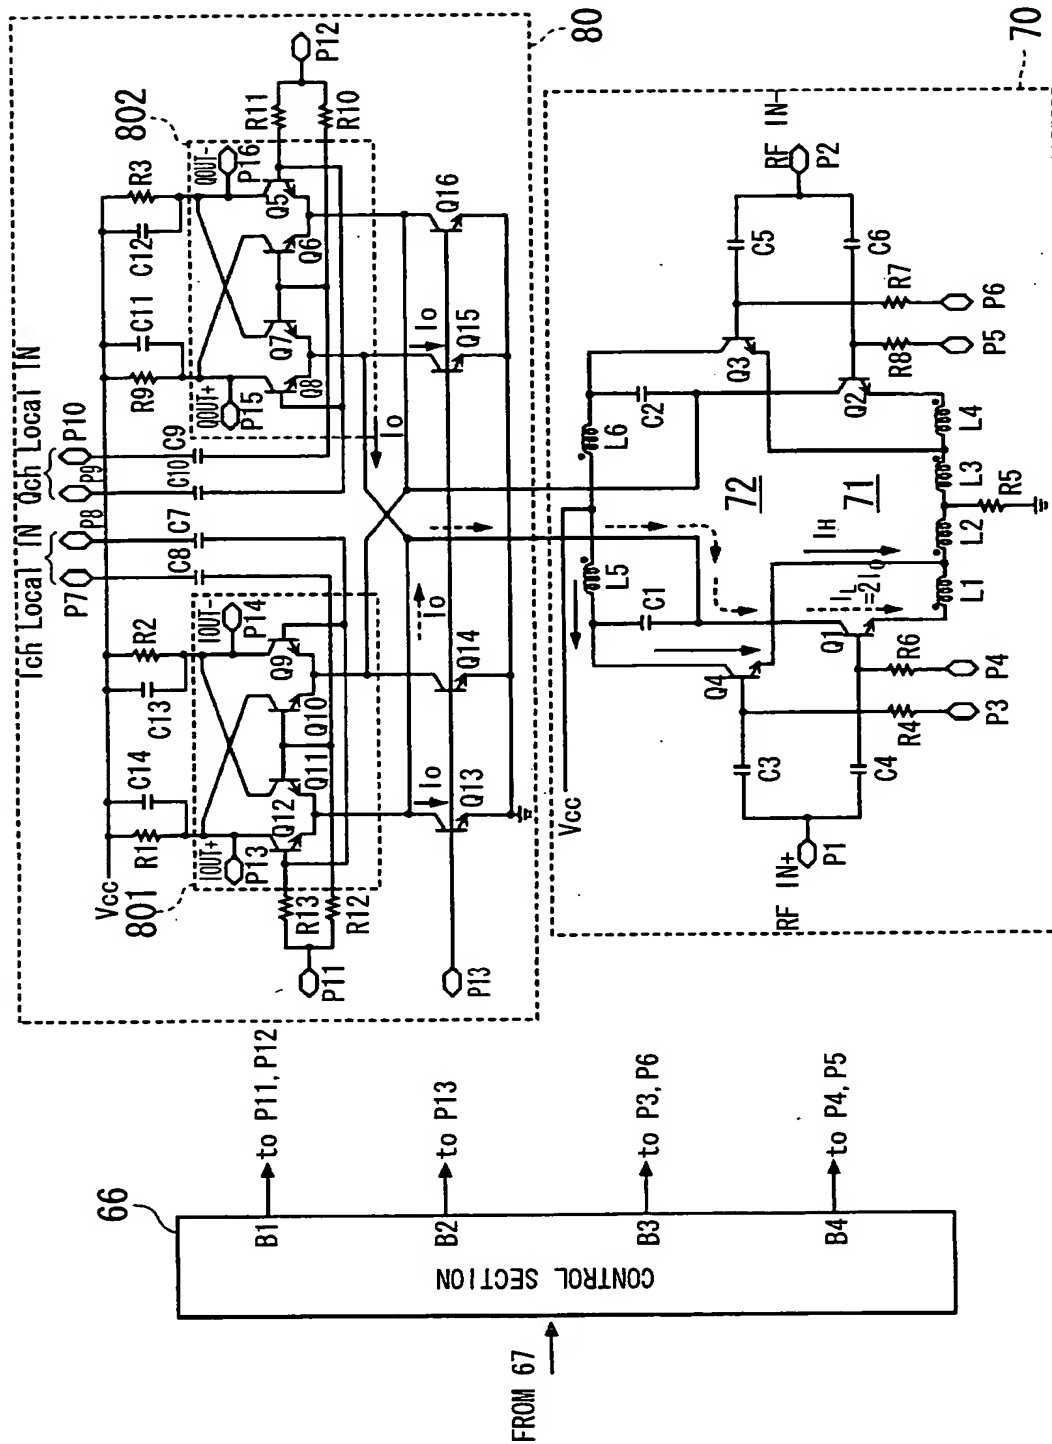 Ich Local IN
Qch Local IN
P7
P8
P9
P10
C8
C7
C10
C9
Vcc
R1
C14
C13
R2
R9
C11
C12
R3
801
802
IOUT+
P13
IOUT-
P14
QOUT+
P15
QOUT-
P16
Q12
Q11
Q10
Q9
Q8
Q7
Q6
Q5
R13
R12
R11
R10
P11
P12
Io
Io
Io
Io
P13
Q13
Q14
Q15
Q16
80
Vcc
L5
L6
C1
C2
72
71
Q4
Q1
Q3
Q2
IH
IL
=2Io
C3
C4
C5
C6
RF IN+
P1
RF IN-
P2
R4
R6
R8
R7
P3
P4
P5
P6
L1
L2
L3
L4
R5
70
66
CONTROL SECTION
FROM 67
B1
to P11, P12
B2
to P13
B3
to P3, P6
B4
to P4, P5